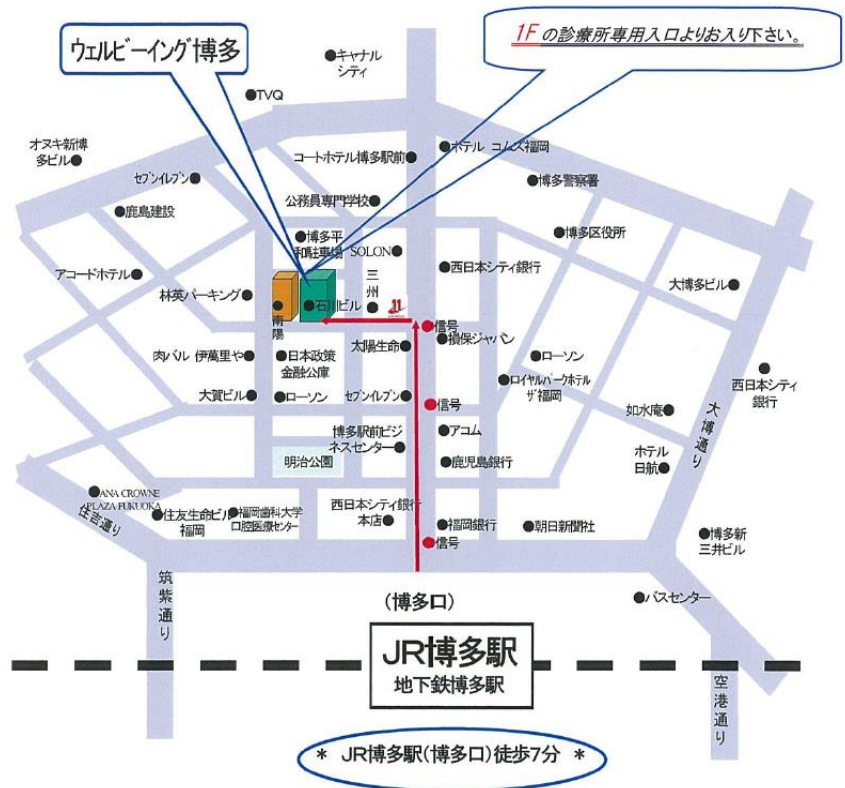 ウェルビーイング博多
1Fの診療所専用入口よりお入り下さい。
キャナル
シティ
TVQ
オヌキ新博
多ビル
コートホテル博多駅前
ホテル コムズ福岡
セブンイレブン
博多警察署
公務員専門学校
鹿島建設
博多平
和駐車場
SOLON
博多区役所
アコードホテル
三州
西日本シティ銀行
大博多ビル
林英パーキング
南陽
石川ビル
信号
太陽生命
損保ジャパン
肉バル 伊萬里や
日本政策
金融公庫
ローソン
西日本シティ
銀行
ロイヤルパークホテル
ザ福岡
大賀ビル
ローソン
セブンイレブン
信号
如水庵
大博通り
博多駅前ビジ
ネスセンター
アコム
明治公園
鹿児島銀行
ホテル
日航
ANA CROWNE
PLAZA FUKUOKA
住吉通り
住友生命ビル
福岡
福岡歯科大学
口腔医療センター
西日本シティ銀行
本店
福岡銀行
朝日新聞社
信号
博多新
三井ビル
筑紫通り
(博多口)
バスセンター
JR博多駅
地下鉄博多駅
空港通り
* JR博多駅(博多口)徒歩7分 *